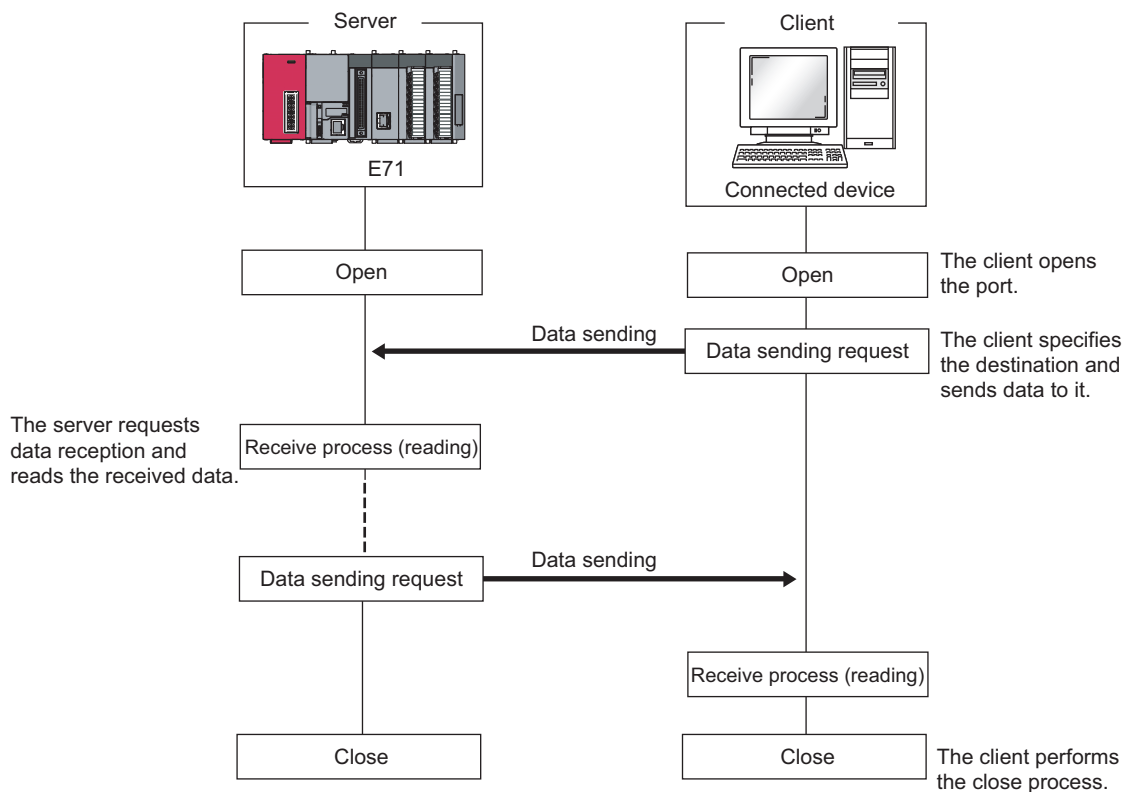 Server
Client
E71
Connected device
Open
Open
The client opens
the port.
Data sending
Data sending request
The client specifies
the destination and
sends data to it.
The server requests
data reception and
reads the received data.
Receive process (reading)
Data sending request
Data sending
Receive process (reading)
Close
Close
The client performs
the close process.